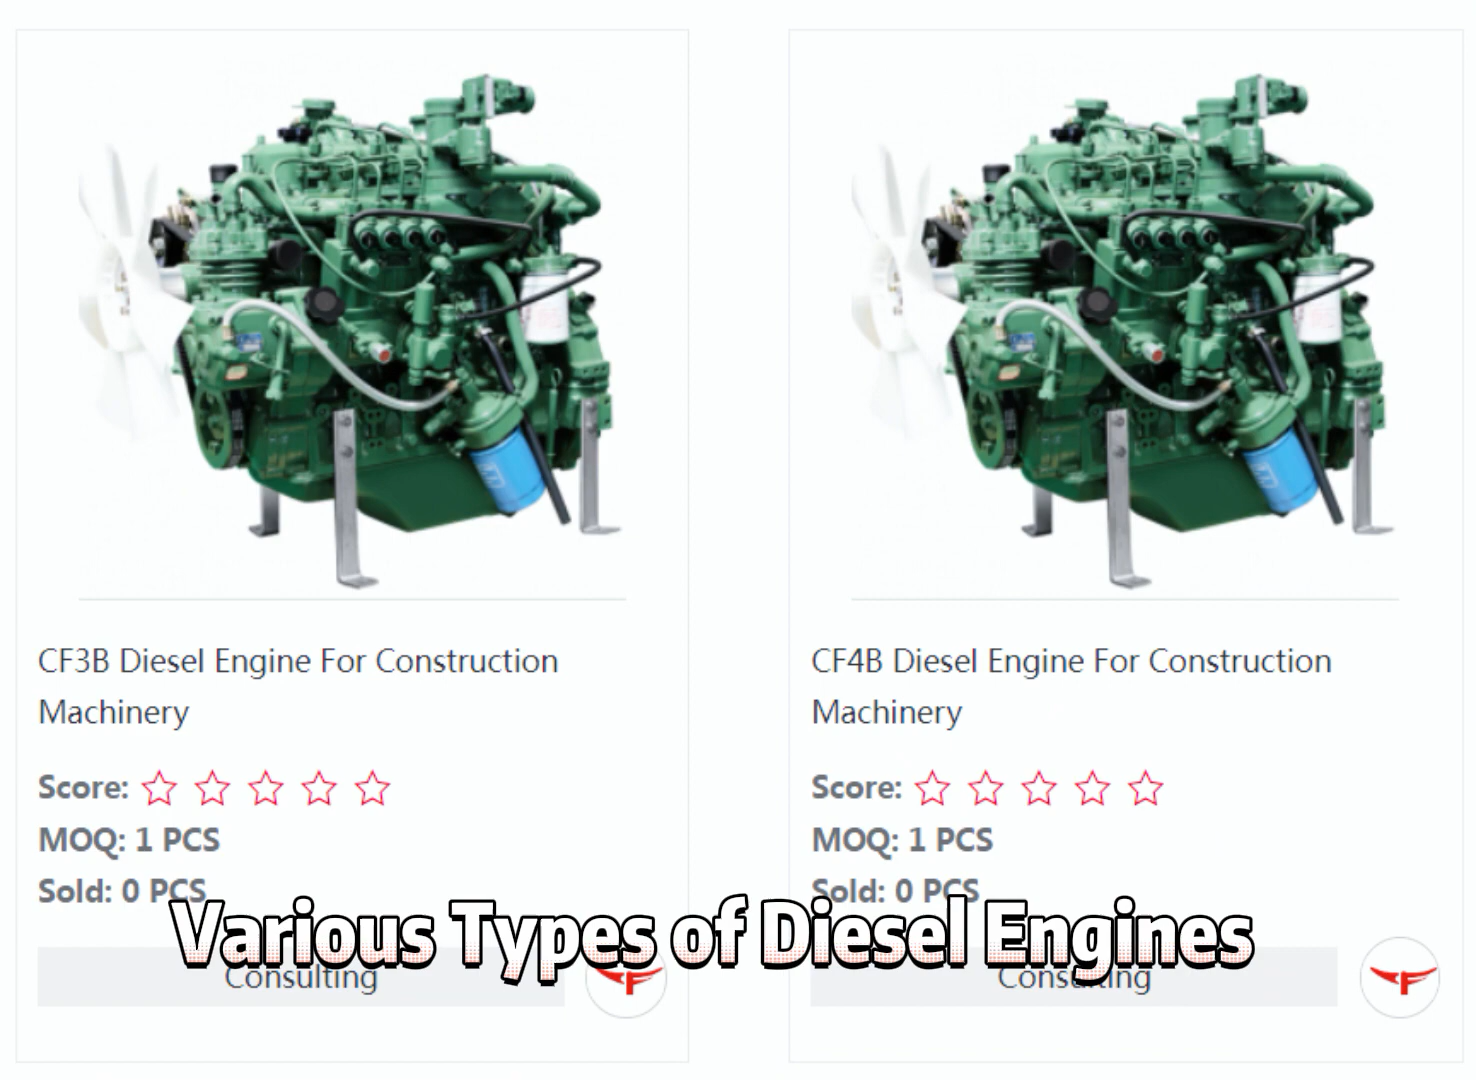 CF3B Diesel Engine For Construction
Machinery
Score:
MOQ: 1 PCS
Sold: 0 PCS
Consulting
CF4B Diesel Engine For Construction
Machinery
Score:
MOQ: 1 PCS
Sold: 0 PCS
Consulting
Various Types of Diesel Engines